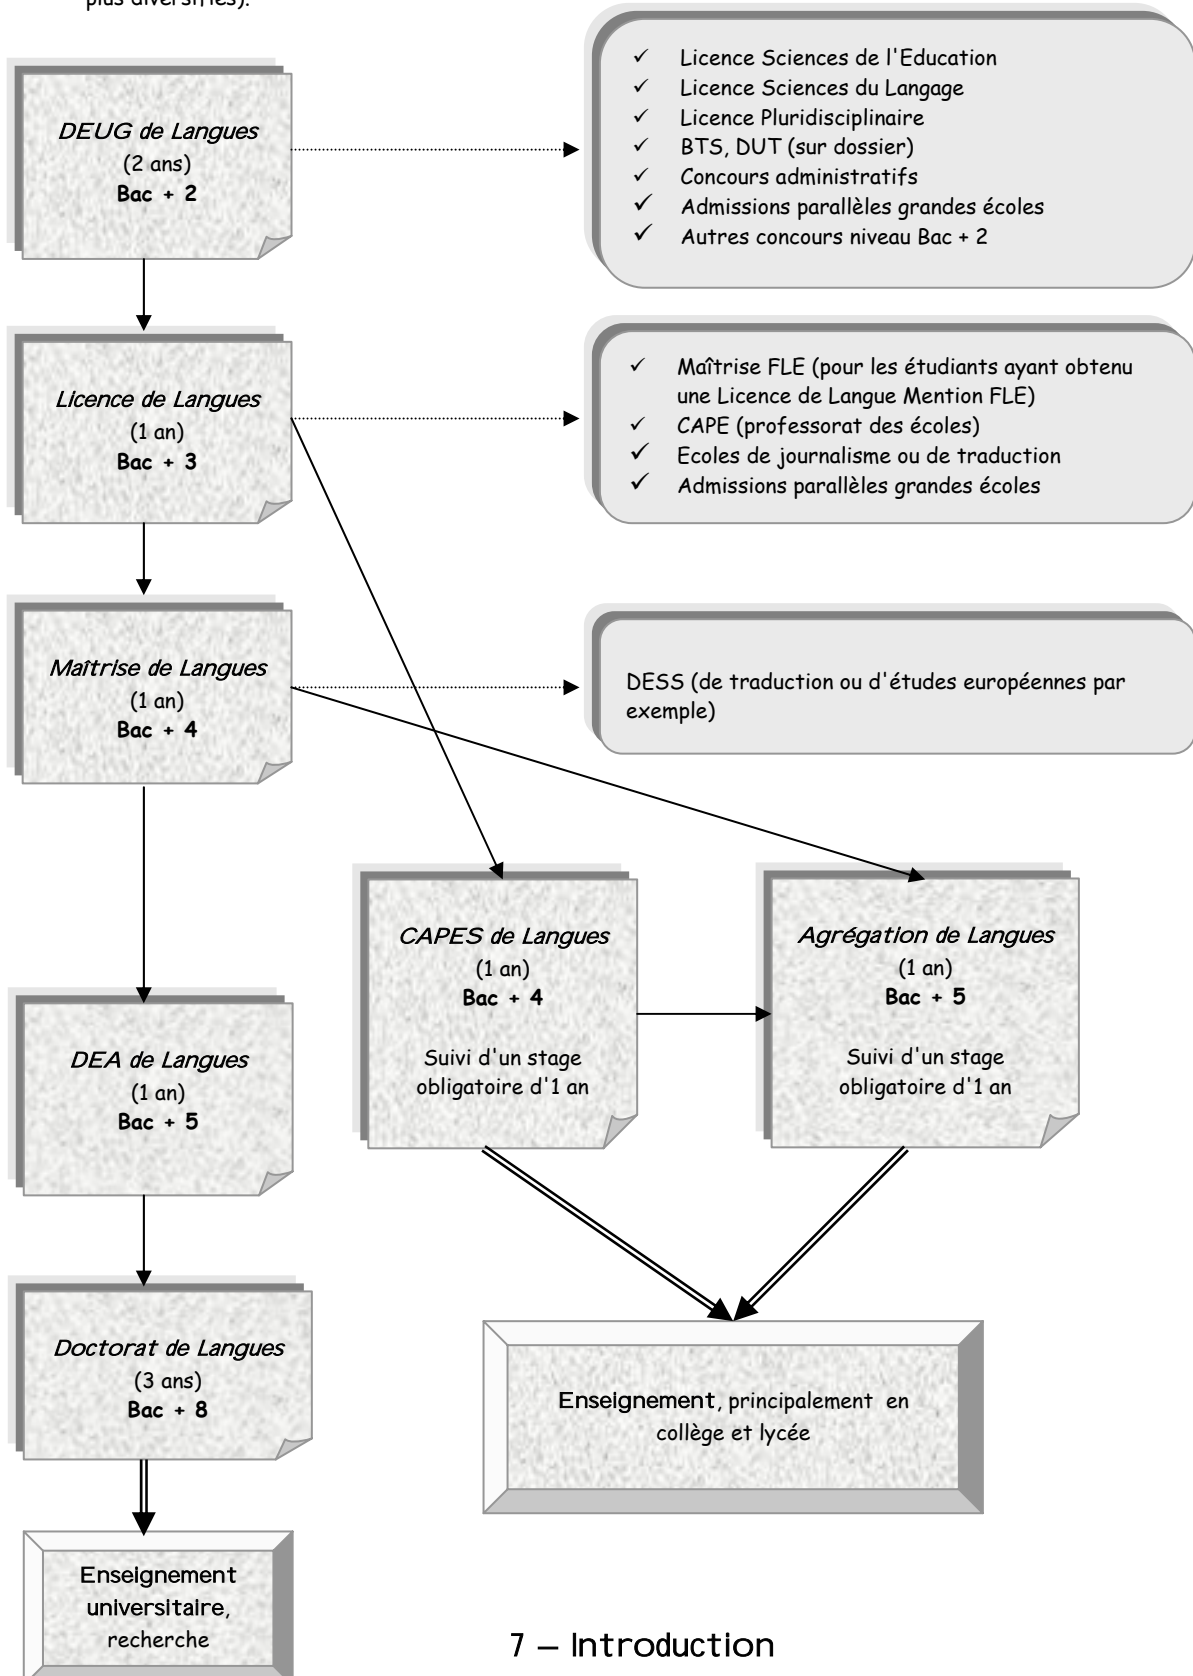 plus diversifiés).
DEUG de Langues
(2 ans)
Bac + 2
✓ Licence Sciences de l'Education
✓ Licence Sciences du Langage
✓ Licence Pluridisciplinaire
✓ BTS, DUT (sur dossier)
✓ Concours administratifs
✓ Admissions parallèles grandes écoles
✓ Autres concours niveau Bac + 2
Licence de Langues
(1 an)
Bac + 3
✓ Maîtrise FLE (pour les étudiants ayant obtenu
une Licence de Langue Mention FLE)
✓ CAPE (professorat des écoles)
✓ Ecoles de journalisme ou de traduction
✓ Admissions parallèles grandes écoles
Maîtrise de Langues
(1 an)
Bac + 4
DESS (de traduction ou d'études européennes par
exemple)
CAPES de Langues
(1 an)
Bac + 4
Suivi d'un stage
obligatoire d'1 an
Agrégation de Langues
(1 an)
Bac + 5
Suivi d'un stage
obligatoire d'1 an
DEA de Langues
(1 an)
Bac + 5
Doctorat de Langues
(3 ans)
Bac + 8
Enseignement, principalement en
collège et lycée
Enseignement
universitaire,
recherche
7 – Introduction